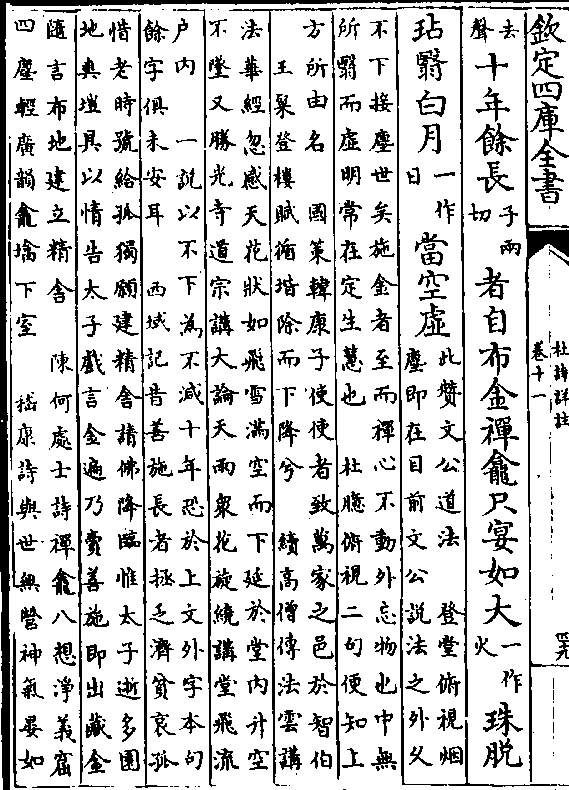 欽定四庫全書
杜詩詳註
卷十一
去聲十年餘長子兩切者自布金禪龕只宴如大一作火珠脫
玷翳白月一作日當空虛
此贊文公道法 登堂俯視烟
塵即在目前文公說法之外久
不下接塵世矣施金者至而禪心不動外忘物也中無
所翳而虛明常在定生慧也 杜臆俯視二句便知上
方所由名 國策韓康子使使者致萬家之邑於智伯
王粲登樓賦循堦除而下降兮 續高僧傳法雲講
法華經忽感天花狀如飛雪滿空而下延於堂內升空
不墜又勝光寺道宗講大論天雨衆花旋繞講堂飛流
户内 一說以不下為不減十年恐於上文外字本句
餘字俱未安耳 西域記昔善施長者拯乏濟貧哀孤
惜老時號給孤獨願建精舍請佛降臨惟太子逝多園
地爽塏具以情告太子戲言金遍乃賣善施即出藏金
隨言布地建立精舍 陳何處士詩禪龕八想淨義窟
四塵輕廣韻龕塔下室 嵇康詩與世無營神氣晏如